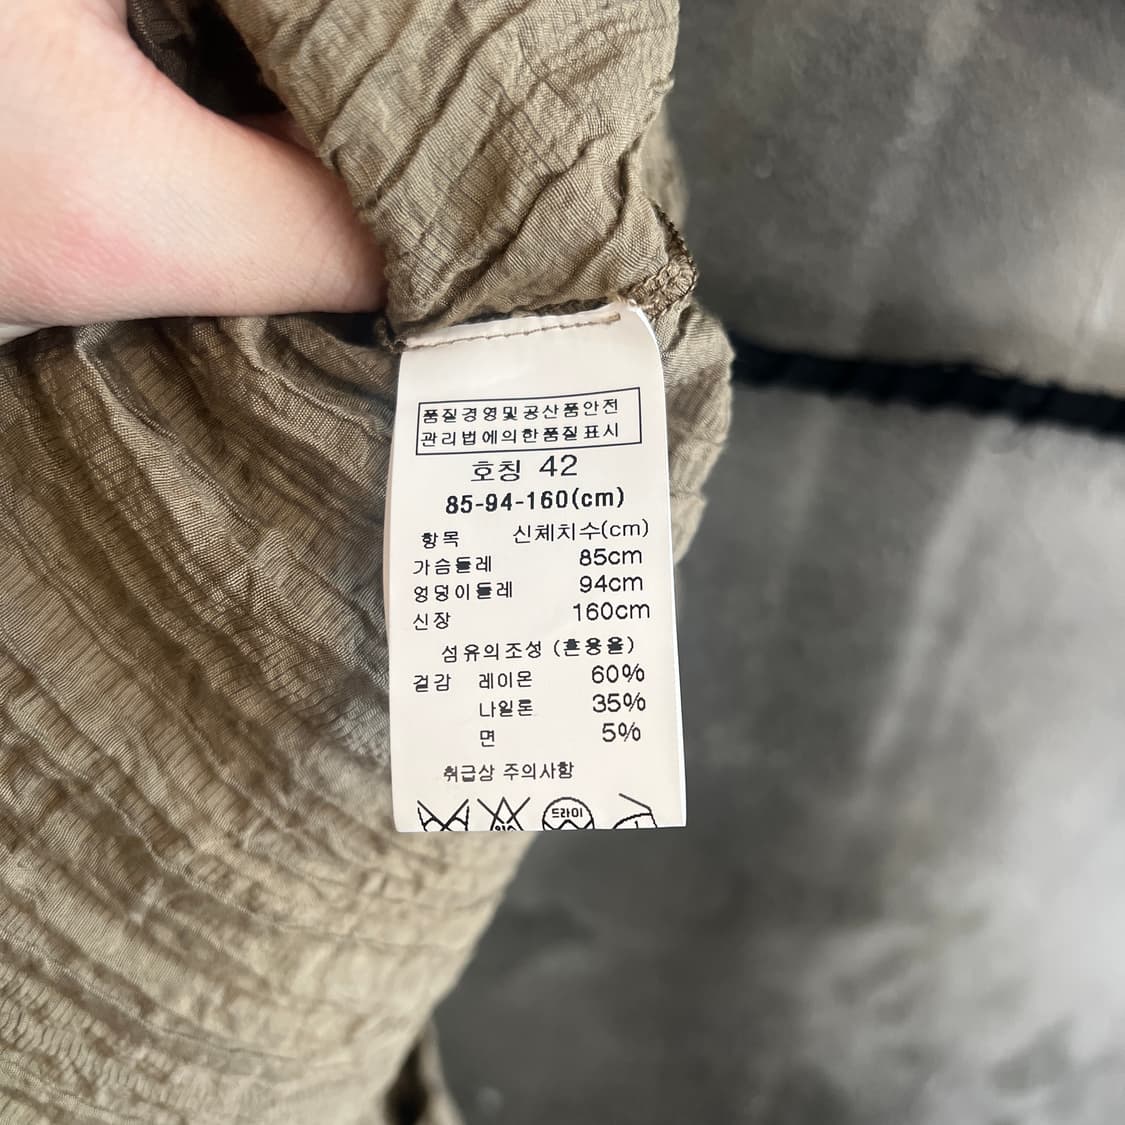 품질경영및공산품안전
관리법에의한품질표시
호칭 42
85-94-160(cm)
항목 신체치수(cm)
가슴둘레 85cm
엉덩이둘레 94cm
신장 160cm
섬유의조성 (혼용율)
겉감 레이온 60%
나일론 35%
면 5%
취급상 주의사항
드라이